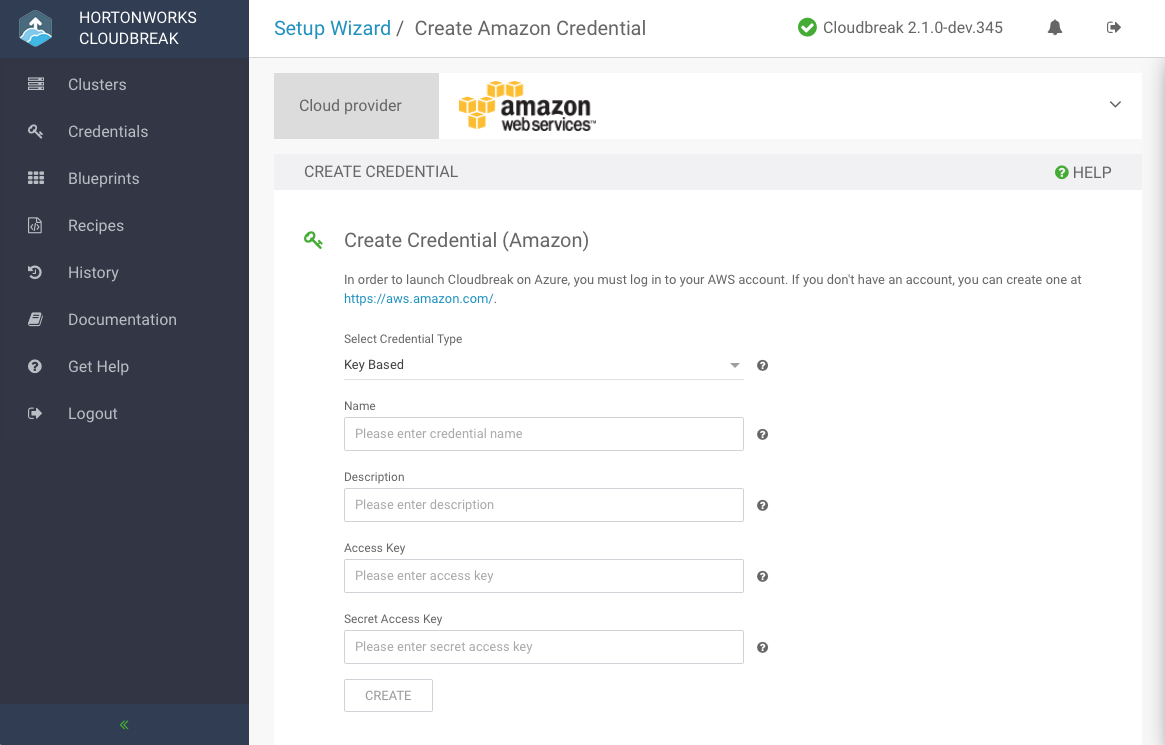 HORTONWORKS
CLOUDBREAK
Setup Wizard / Create Amazon Credential
Cloudbreak 2.1.0-dev.345
Clusters
Credentials
Blueprints
Recipes
History
Documentation
Get Help
Logout
Cloud provider
amazon
web services™
CREATE CREDENTIAL
HELP
Create Credential (Amazon)
In order to launch Cloudbreak on Azure, you must log in to your AWS account. If you don't have an account, you can create one at
https://aws.amazon.com/.
Select Credential Type
Key Based
Name
Please enter credential name
Description
Please enter description
Access Key
Please enter access key
Secret Access Key
Please enter secret access key
CREATE